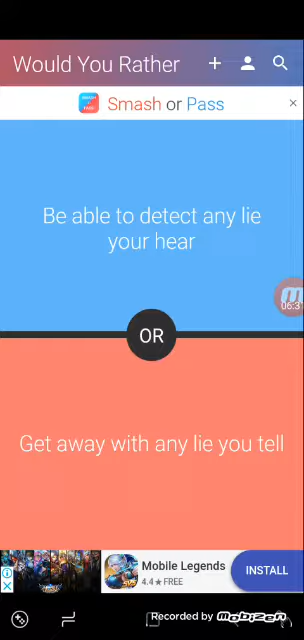 Would You Rather
Smash or Pass
Be able to detect any lie
your hear
OR
Get away with any lie you tell
Mobile Legends
4.4★ FREE
INSTALL
Recorded by Mobizen